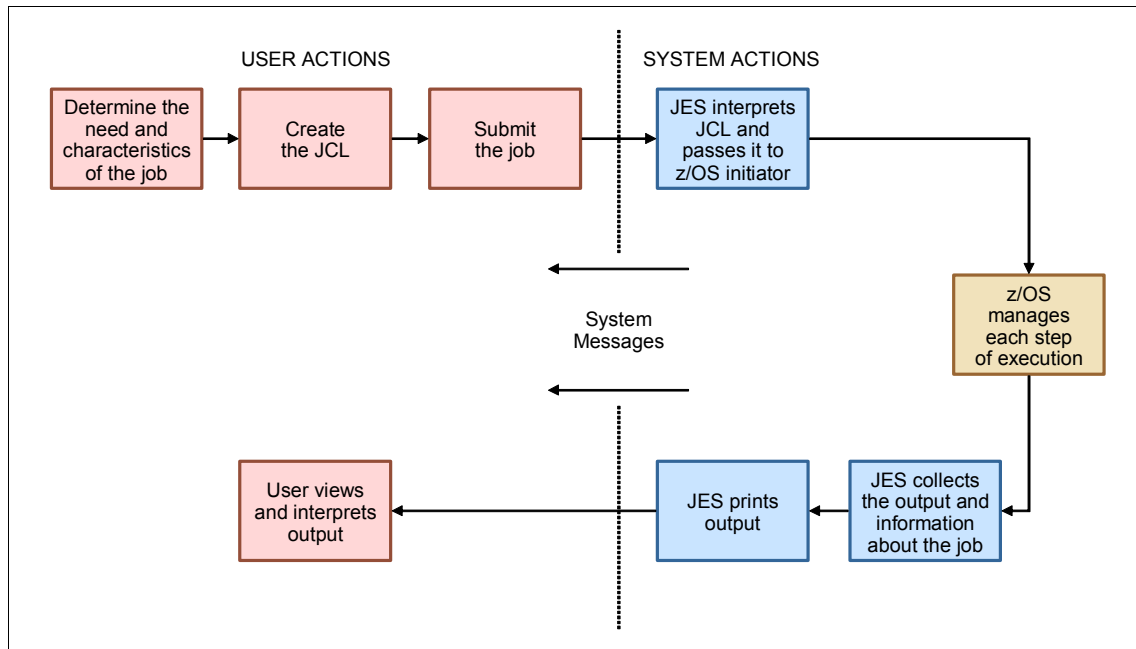 USER ACTIONS
SYSTEM ACTIONS
Determine the
need and
characteristics
of the job
Create
the JCL
Submit
the job
JES interprets
JCL and
passes it to
z/OS initiator
z/OS
manages
each step
of execution
System
Messages
User views
and interprets
output
JES prints
output
JES collects
the output and
information
about the job